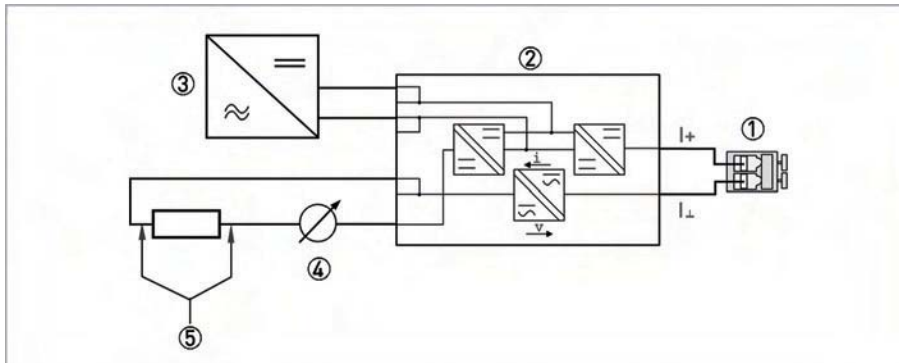 ②
③
①
I+
i
v
I⊥
④
⑤